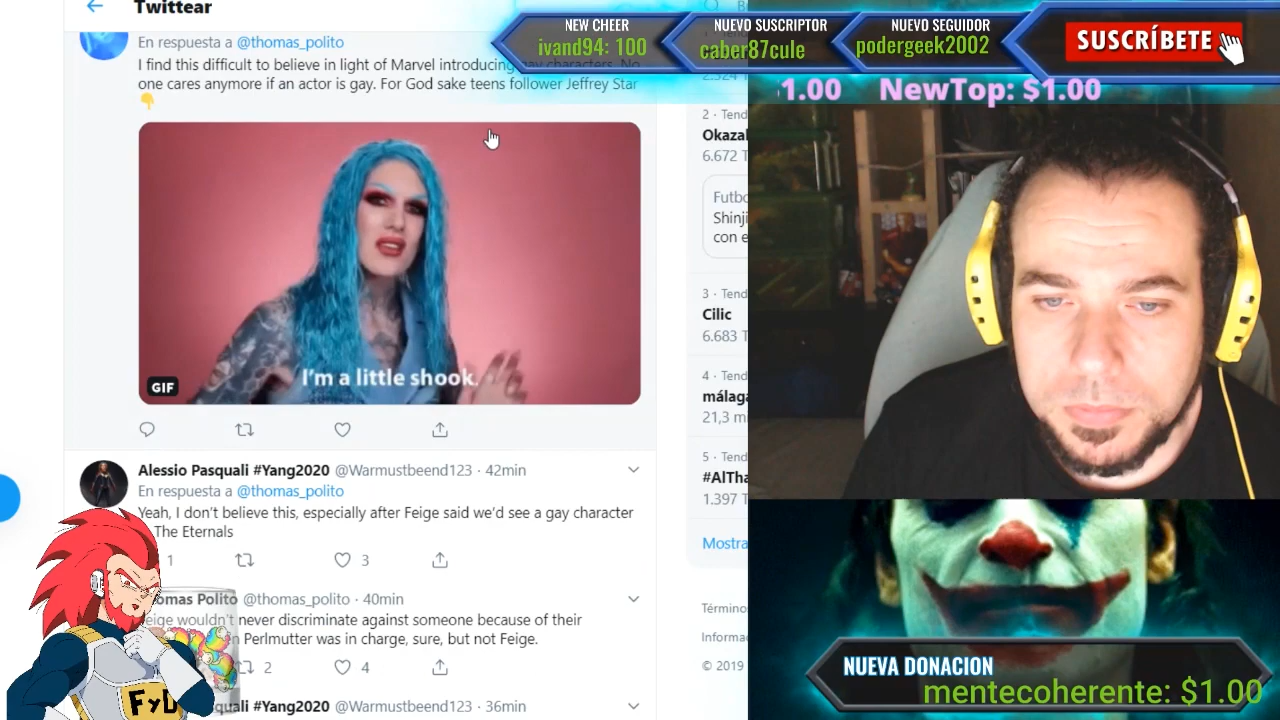 Twittear
En respuesta a @thomas_polito
I find this difficult to believe in light of Marvel introducing gay characters. No
one cares anymore if an actor is gay. For God sake teens follower Jeffrey Star
I'm a little shook.
GIF
Alessio Pasquali #Yang2020 @Warmustbeend123 · 42min
En respuesta a @thomas_polito
Yeah, I don't believe this, especially after Feige said we'd see a gay character
The Eternals
1
3
omas Polito @thomas_polito · 40min
eige wouldn't never discriminate against someone because of their
n Perlmutter was in charge, sure, but not Feige.
2
4
squali #Yang2020 @Warmustbeend123 · 36min
FyD
2 · Tend
Okazal
6.672 T
Futbo
Shinji
con e
3 · Tend
Cilic
6.683 T
4 · Tend
málaga
21,3 m
5 · Tend
#AlTha
1.397 T
Mostra
Término
Informa
© 2019
NEW CHEER
ivand94: 100
NUEVO SUSCRIPTOR
caber87cule
NUEVO SEGUIDOR
podergeek2002
SUSCRÍBETE
1.00 NewTop: $1.00
NUEVA DONACION
mentecoherente: $1.00